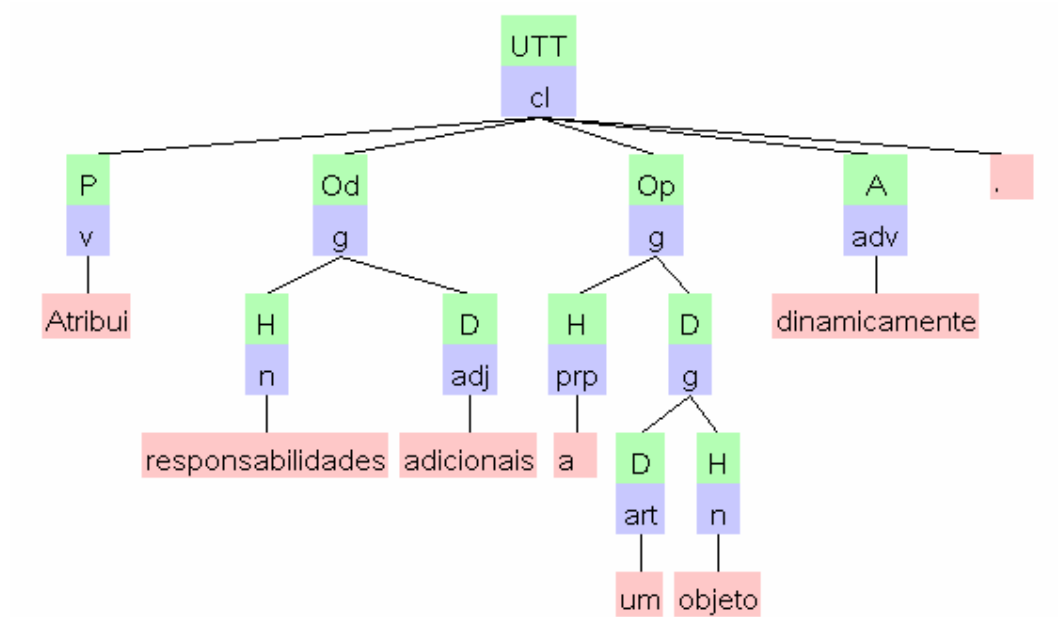 UTT
cl
P Od Op A .
v g g adv
Atribui H D H D dinamicamente
n adj prp g
responsabilidades adicionais a D H
art n
um objeto